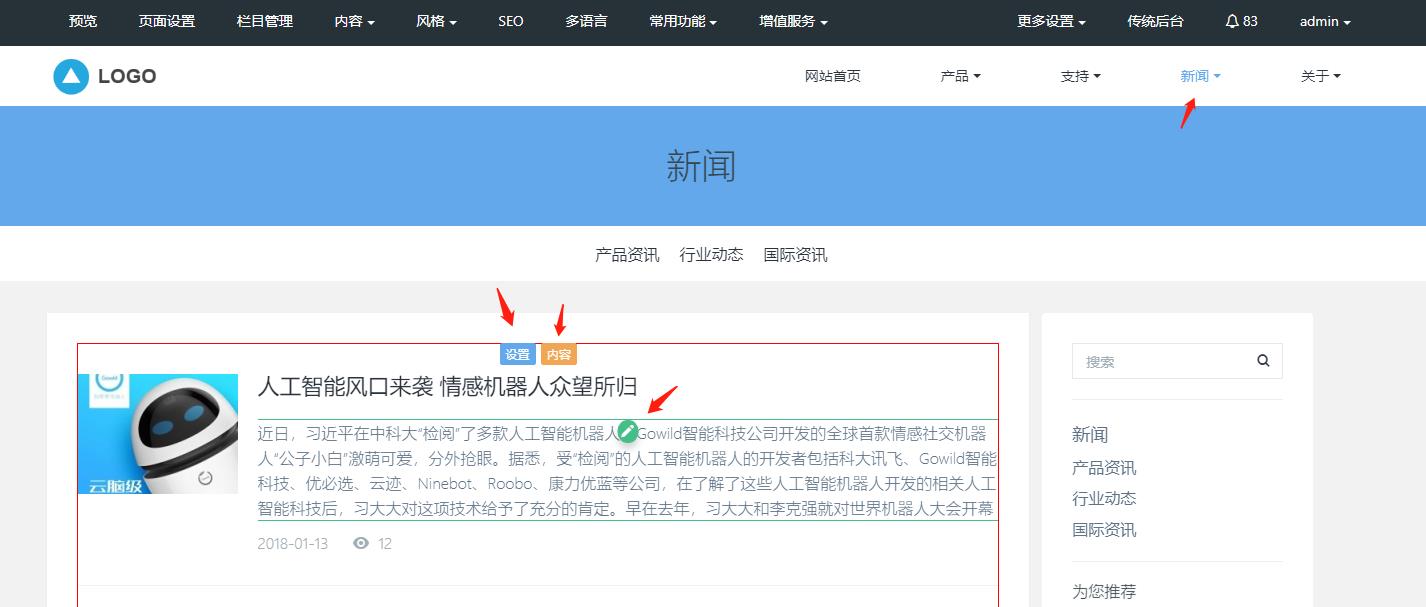 预览 页面设置 栏目管理 内容 风格 SEO 多语言 常用功能 增值服务 更多设置 传统后台 83 admin
LOGO 网站首页 产品 支持 新闻 关于
新闻
产品资讯 行业动态 国际资讯
设置 内容
人工智能风口来袭 情感机器人众望所归
近日，习近平在中科大“检阅”了多款人工智能机器人 Gowild智能科技公司开发的全球首款情感社交机器
人“公子小白”激萌可爱，分外抢眼。据悉，受“检阅”的人工智能机器人的开发者包括科大讯飞、Gowild智能
科技、优必选、云迹、Ninebot、Roobo、康力优蓝等公司，在了解了这些人工智能机器人开发的相关人工
智能科技后，习大大对这项技术给予了充分的肯定。早在去年，习大大和李克强就对世界机器人大会开幕
2018-01-13 12
Gowild
云脑级
搜索
新闻
产品资讯
行业动态
国际资讯
为您推荐